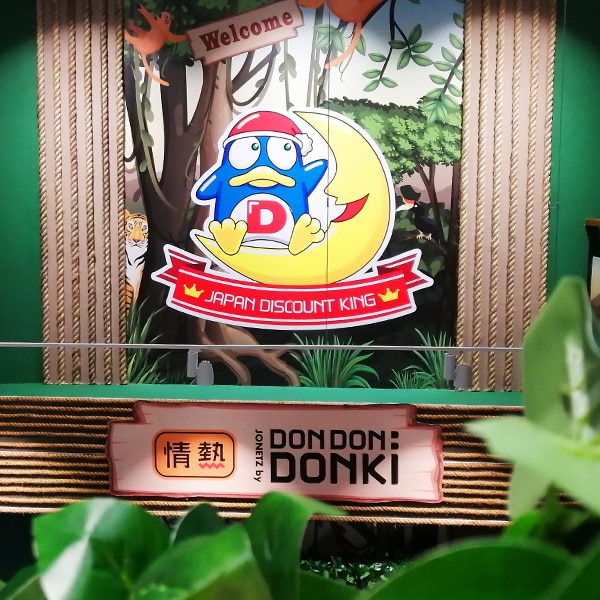 Welcome
D
JAPAN DISCOUNT KING
情熱
JONETZ by
DON DON:
DONKi